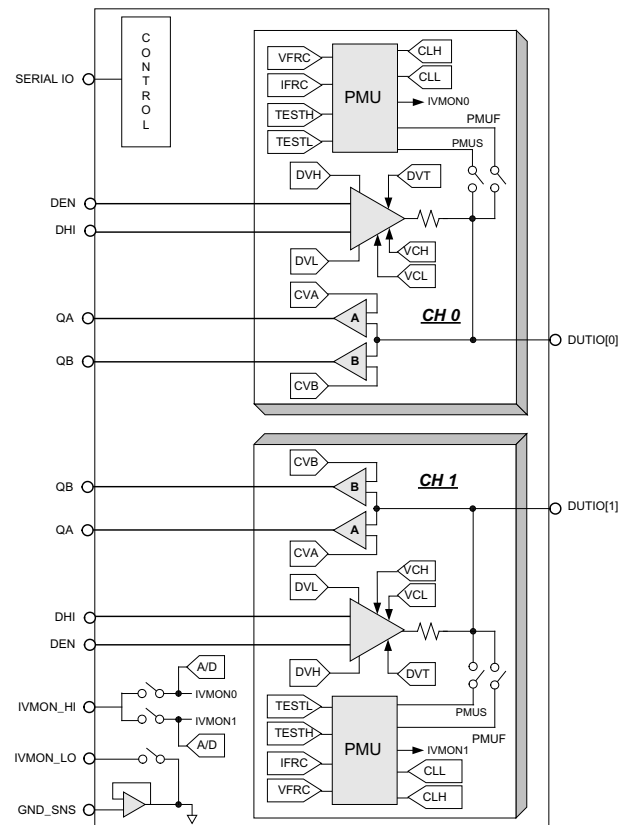 CONTROL
SERIAL IO
VFRC
IFRC
TESTH
TESTL
PMU
CLH
CLL
IVMON0
PMUF
PMUS
DVH
DVT
DEN
DHI
DVL
VCH
VCL
CVA
QA
A
CH 0
QB
B
CVB
DUTIO[0]
CVB
QB
B
CH 1
QA
A
CVA
DUTIO[1]
DVL
VCH
VCL
DHI
DEN
DVH
DVT
A/D
IVMON0
IVMON_HI
IVMON1
A/D
IVMON_LO
GND_SNS
TESTL
TESTH
IFRC
VFRC
PMU
PMUS
PMUF
IVMON1
CLL
CLH